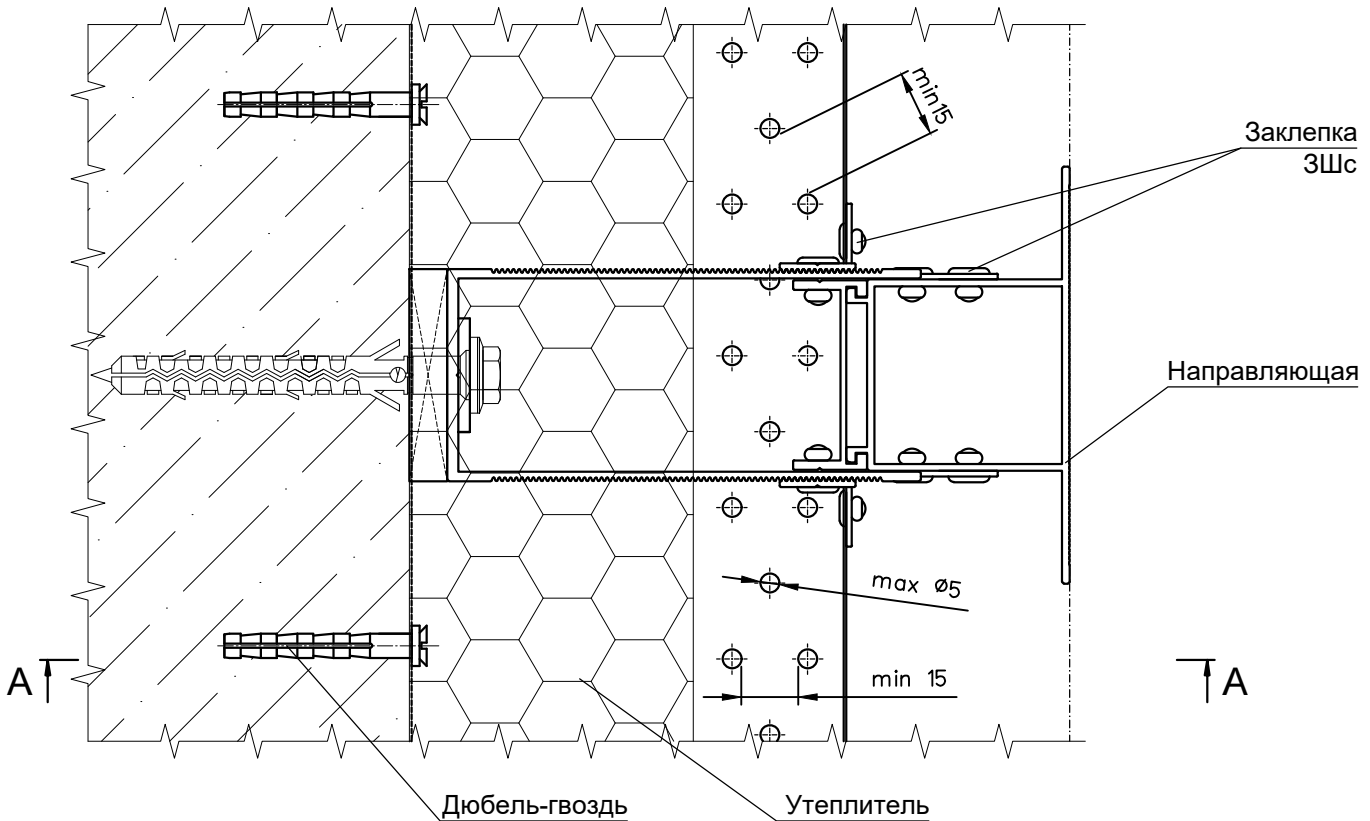 min15
Заклепка
ЗШс
Направляющая
max ø5
A
min 15
A
Дюбель-гвоздь
Утеплитель